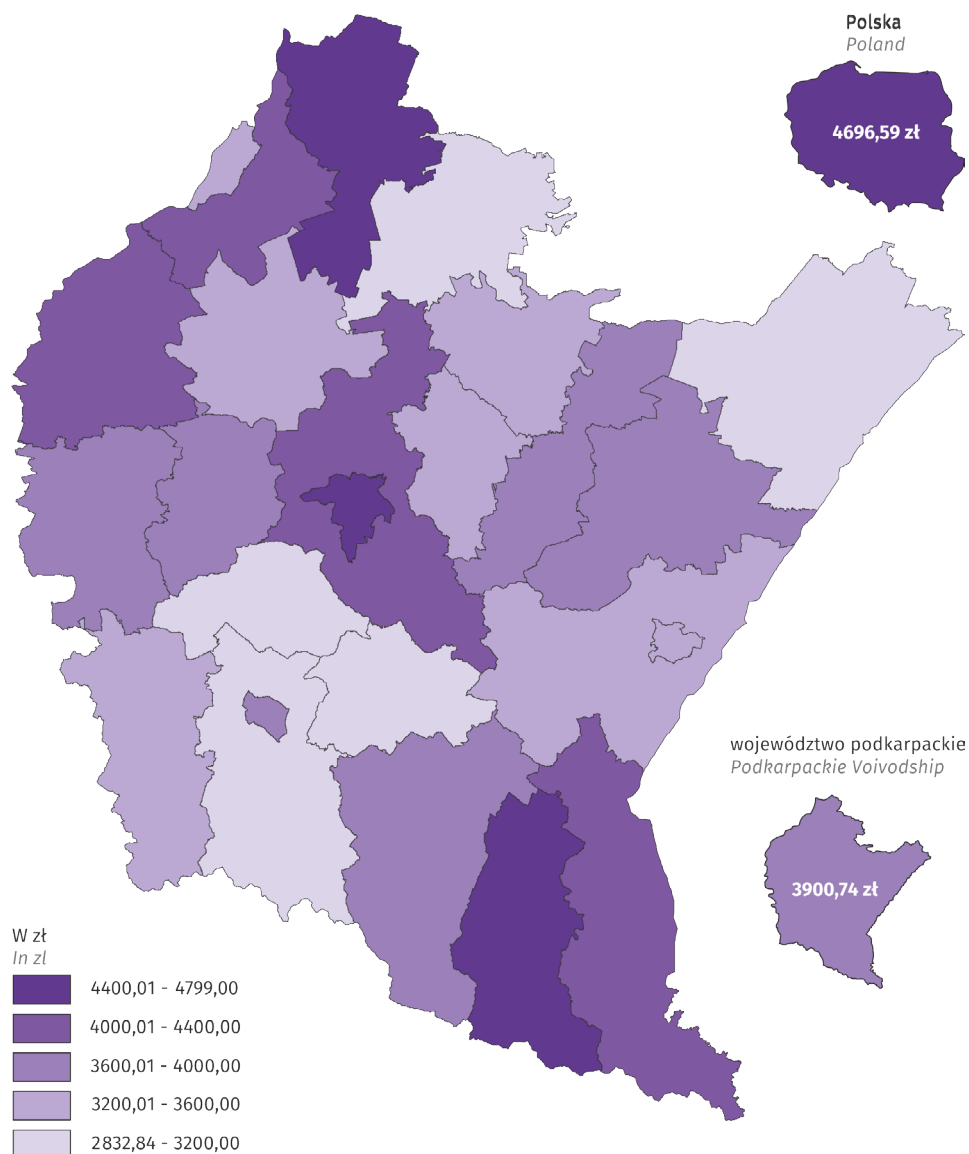 Polska
Poland
4696,59 zł
województwo podkarpackie
Podkarpackie Voivodship
3900,74 zł
W zł
In zl
4400,01 - 4799,00
4000,01 - 4400,00
3600,01 - 4000,00
3200,01 - 3600,00
2832,84 - 3200,00